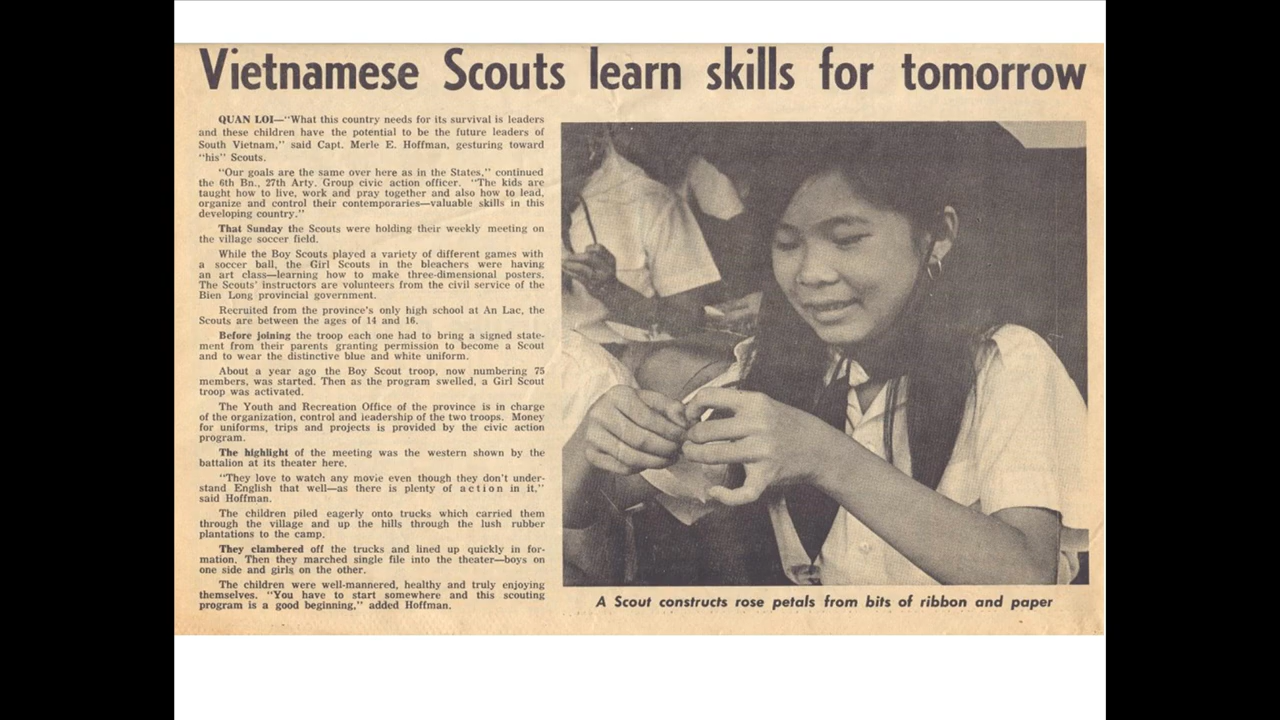 Vietnamese Scouts learn skills for tomorrow
QUAN LOI—"What this country needs for its survival is leaders
and these children have the potential to be the future leaders of
South Vietnam," said Capt. Merle E. Hoffman, gesturing toward
"his" Scouts.
"Our goals are the same over here as in the States," continued
the 6th Bn., 27th Arty. Group civic action officer. "The kids are
taught how to live, work and pray together and also how to lead,
organize and control their contemporaries—valuable skills in this
developing country."
That Sunday the Scouts were holding their weekly meeting on
the village soccer field.
While the Boy Scouts played a variety of different games with
a soccer ball, the Girl Scouts in the bleachers were having
an art class—learning how to make three-dimensional posters.
The Scouts' instructors are volunteers from the civil service of the
Bien Long provincial government.
Recruited from the province's only high school at An Lac, the
Scouts are between the ages of 14 and 16.
Before joining the troop each one had to bring a signed state-
ment from their parents granting permission to become a Scout
and to wear the distinctive blue and white uniform.
About a year ago the Boy Scout troop, now numbering 75
members, was started. Then as the program swelled, a Girl Scout
troop was activated.
The Youth and Recreation Office of the province is in charge
of the organization, control and leadership of the two troops. Money
for uniforms, trips and projects is provided by the civic action
program.
The highlight of the meeting was the western shown by the
battalion at its theater here.
"They love to watch any movie even though they don't under-
stand English that well—as there is plenty of action in it,"
said Hoffman.
The children piled eagerly onto trucks which carried them
through the village and up the hills through the lush rubber
plantations to the camp.
They clambered off the trucks and lined up quickly in for-
mation. Then they marched single file into the theater—boys on
one side and girls on the other.
The children were well-mannered, healthy and truly enjoying
themselves. "You have to start somewhere and this scouting
program is a good beginning," added Hoffman.
A Scout constructs rose petals from bits of ribbon and paper